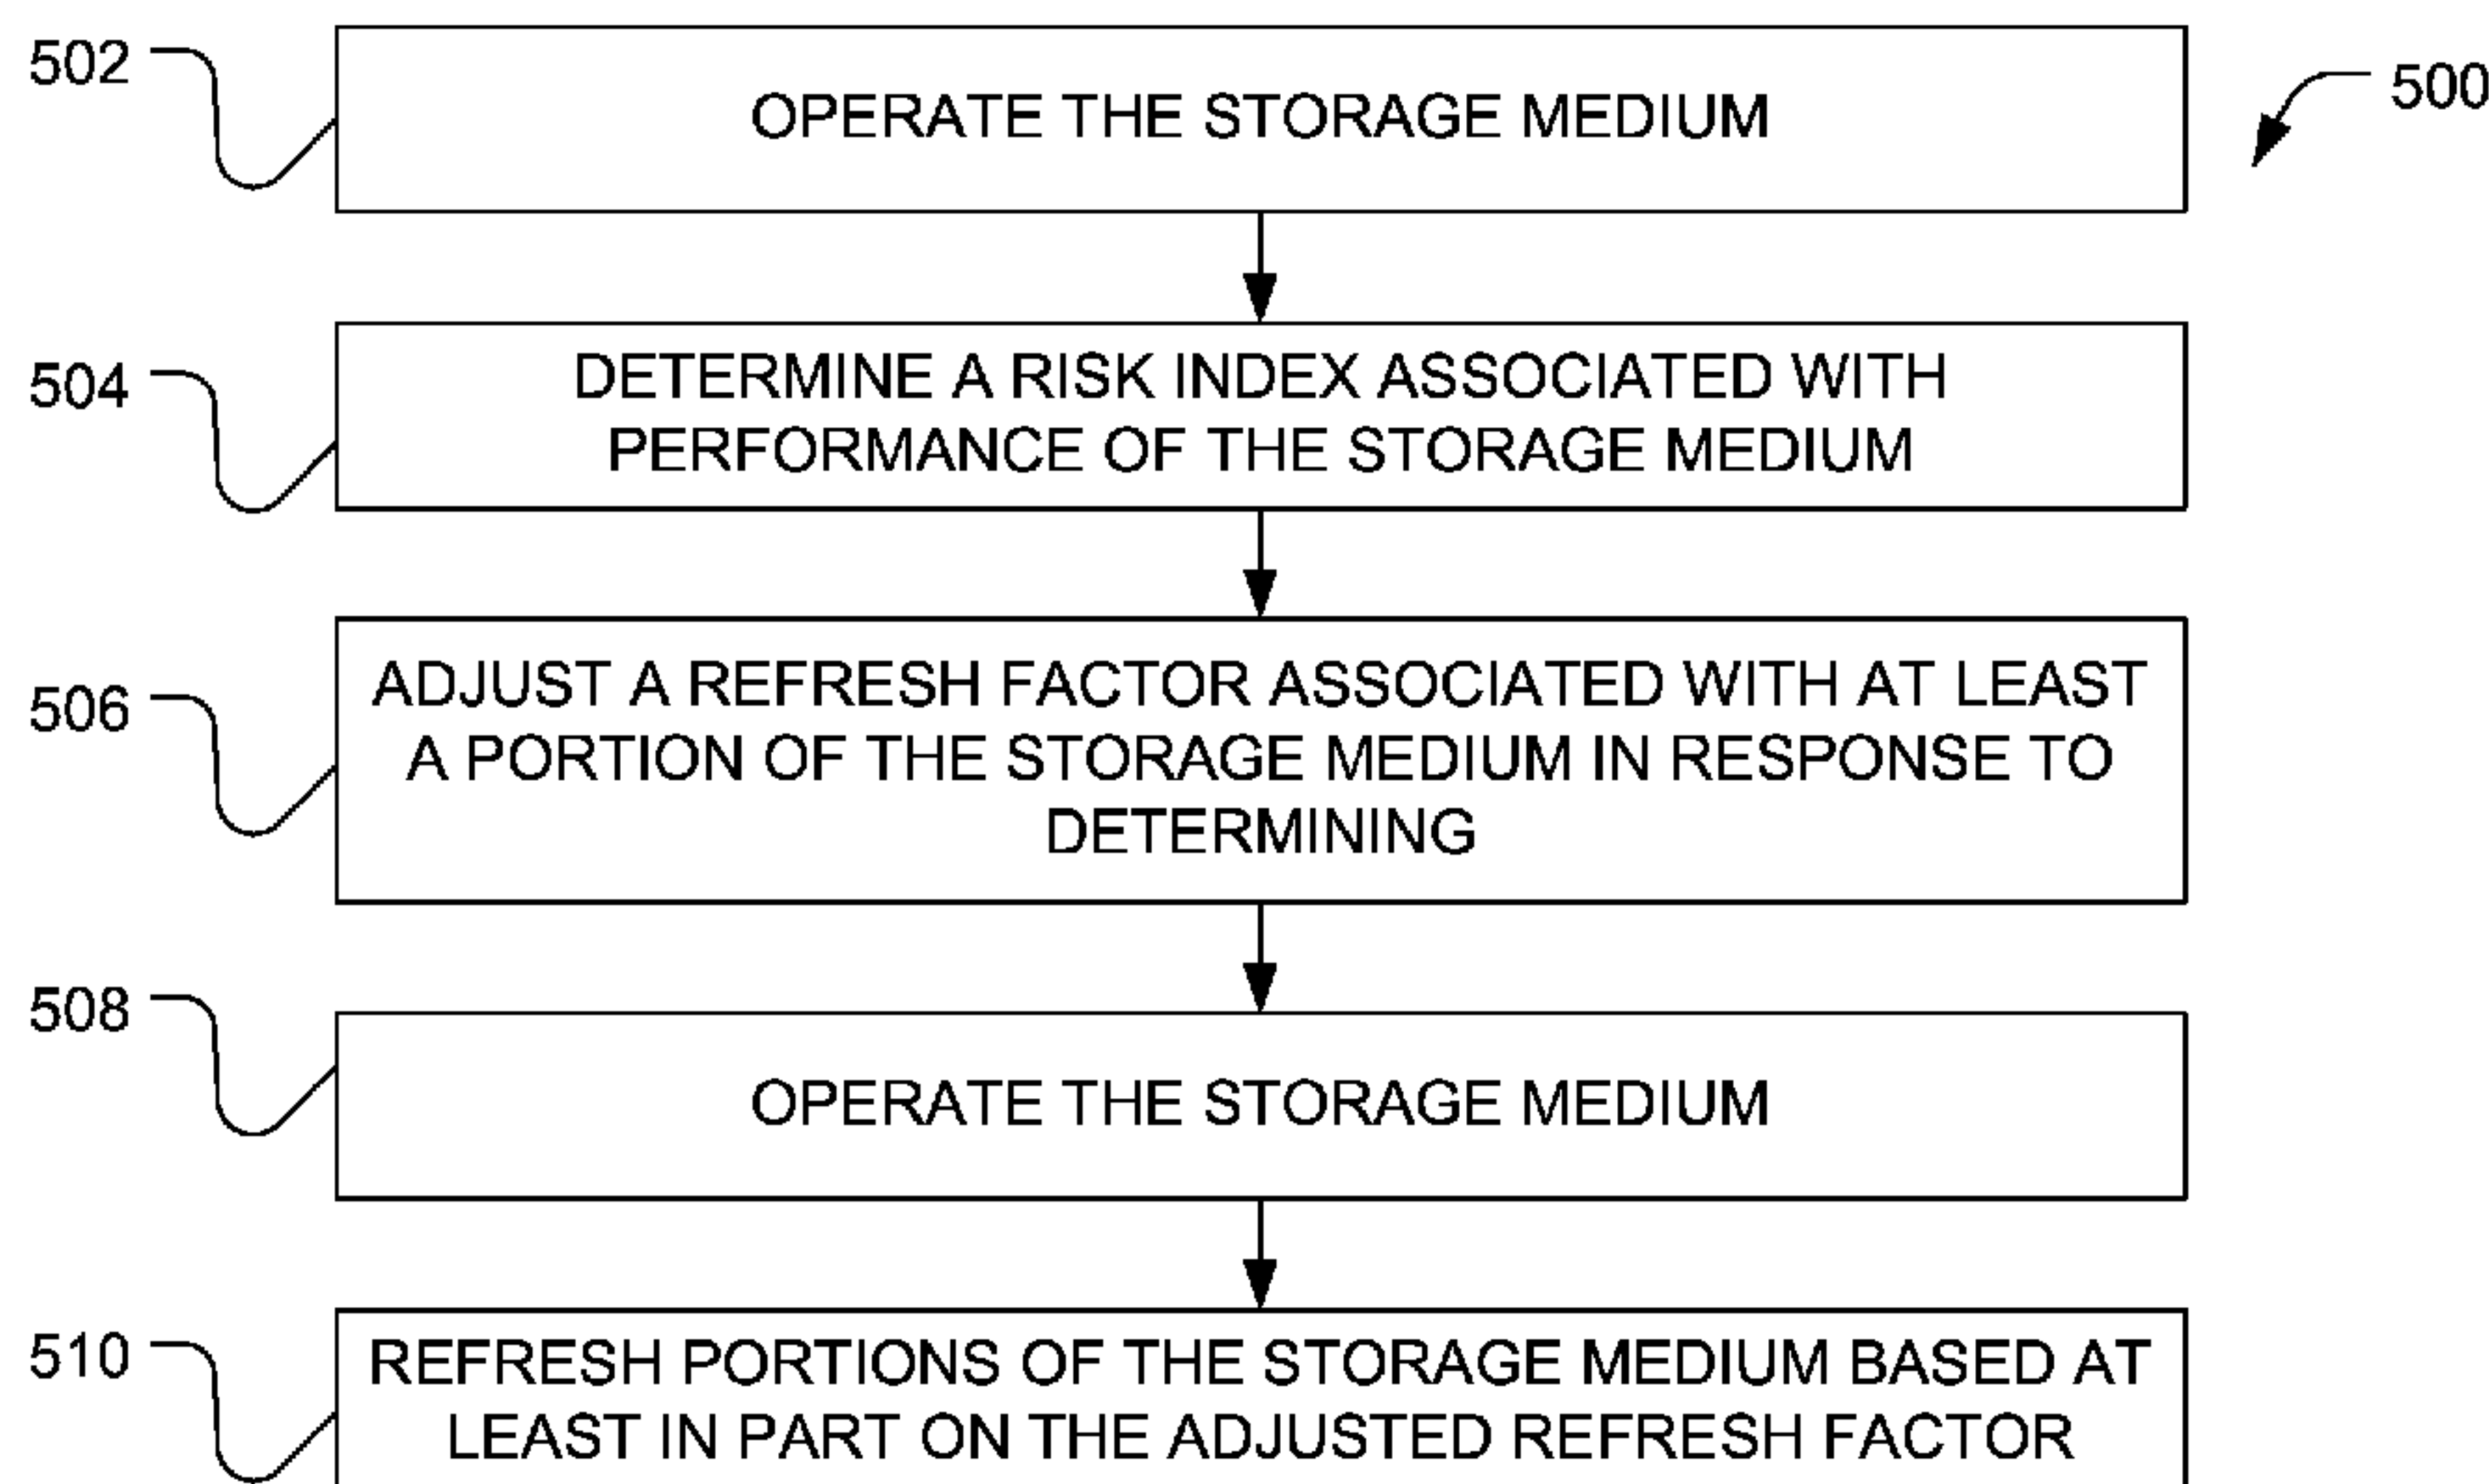 502
OPERATE THE STORAGE MEDIUM
500
504
DETERMINE A RISK INDEX ASSOCIATED WITH
PERFORMANCE OF THE STORAGE MEDIUM
506
ADJUST A REFRESH FACTOR ASSOCIATED WITH AT LEAST
A PORTION OF THE STORAGE MEDIUM IN RESPONSE TO
DETERMINING
508
OPERATE THE STORAGE MEDIUM
510
REFRESH PORTIONS OF THE STORAGE MEDIUM BASED AT
LEAST IN PART ON THE ADJUSTED REFRESH FACTOR